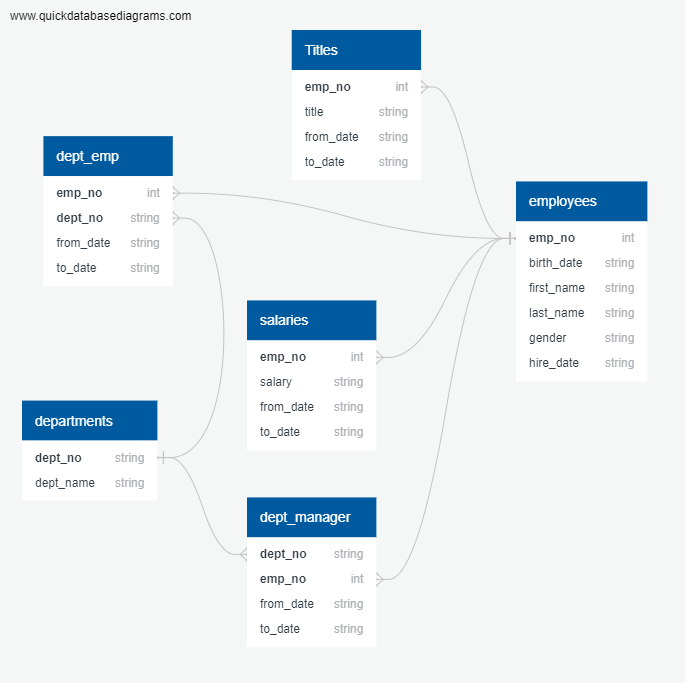 www.quickdatabasediagrams.com
Titles
emp_no int
title string
from_date string
to_date string
dept_emp
emp_no int
dept_no string
from_date string
to_date string
employees
emp_no int
birth_date string
first_name string
last_name string
gender string
hire_date string
salaries
emp_no int
salary string
from_date string
to_date string
departments
dept_no string
dept_name string
dept_manager
dept_no string
emp_no int
from_date string
to_date string